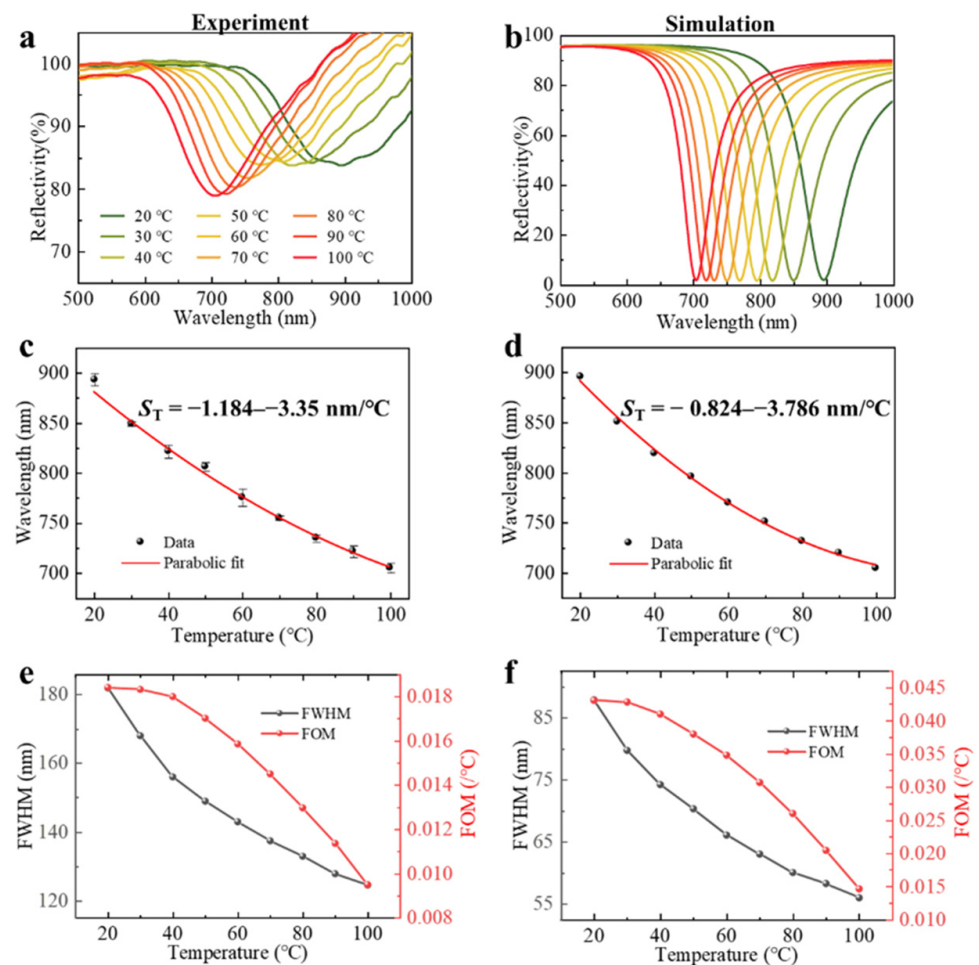 Experiment
Simulation
a
100
90
80
70
Reflectivity(%)
20 °C
50 °C
80 °C
30 °C
60 °C
90 °C
40 °C
70 °C
100 °C
500 600 700 800 900 1000
Wavelength (nm)
b
100
80
60
40
20
0
Reflectivity(%)
500 600 700 800 900 1000
Wavelength (nm)
c
900
850
800
750
700
Wavelength (nm)
S_T = −1.184–−3.35 nm/°C
Data
Parabolic fit
20 40 60 80 100
Temperature (°C)
d
900
850
800
750
700
Wavelength (nm)
S_T = − 0.824–−3.786 nm/°C
Data
Parabolic fit
20 40 60 80 100
Temperature (°C)
e
180
160
140
120
FWHM (nm)
FWHM
FOM
0.018
0.016
0.014
0.012
0.010
0.008
FOM (/°C)
20 40 60 80 100
Temperature (°C)
f
85
75
65
55
FWHM (nm)
FWHM
FOM
0.045
0.040
0.035
0.030
0.025
0.020
0.015
0.010
FOM (/°C)
20 40 60 80 100
Temperature (°C)